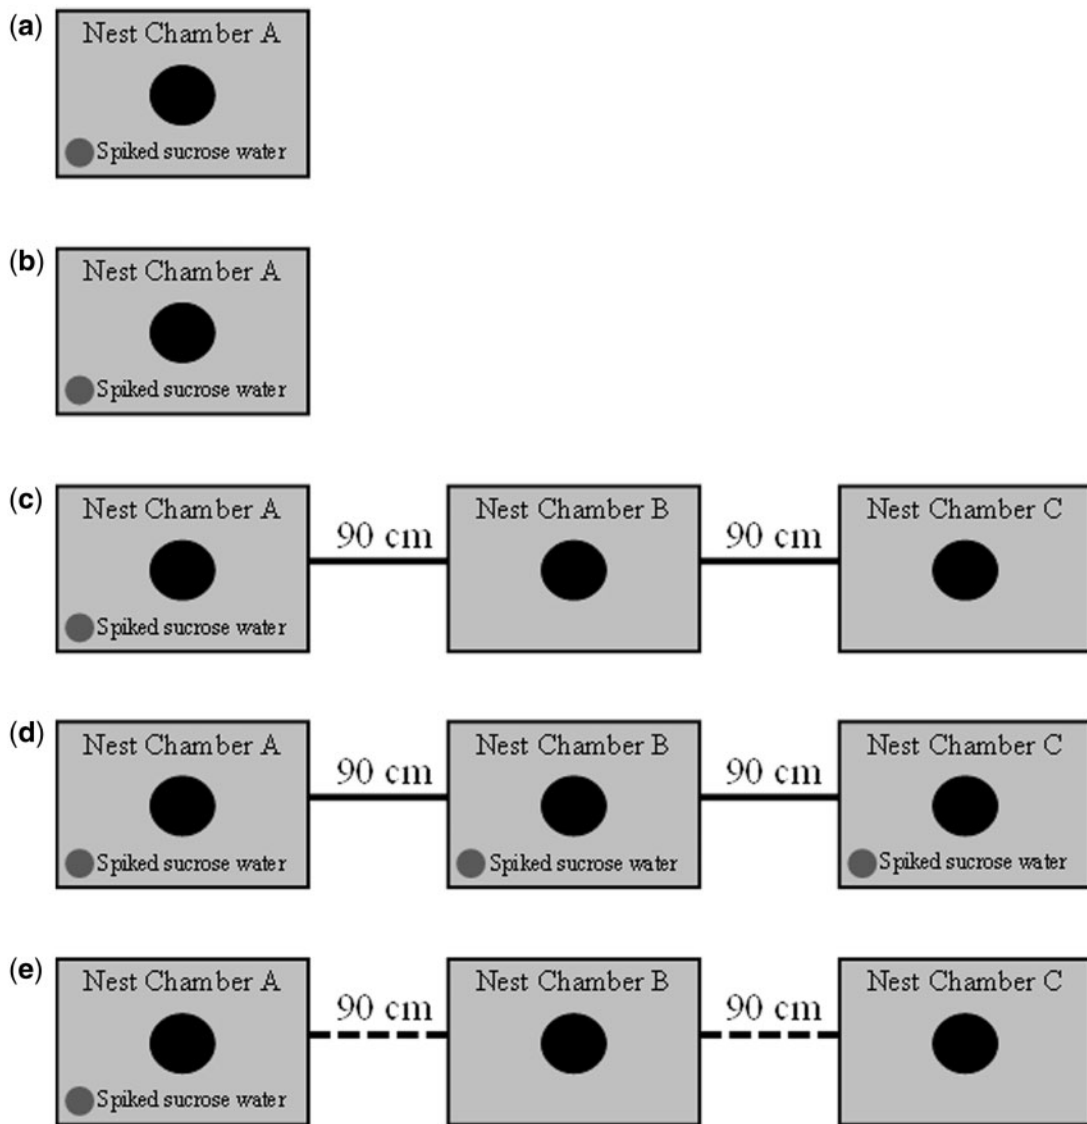 (a)
Nest Chamber A
Spiked sucrose water
(b)
Nest Chamber A
Spiked sucrose water
(c)
Nest Chamber A
90 cm
Nest Chamber B
90 cm
Nest Chamber C
Spiked sucrose water
(d)
Nest Chamber A
90 cm
Nest Chamber B
90 cm
Nest Chamber C
Spiked sucrose water
Spiked sucrose water
Spiked sucrose water
(e)
Nest Chamber A
90 cm
Nest Chamber B
90 cm
Nest Chamber C
Spiked sucrose water